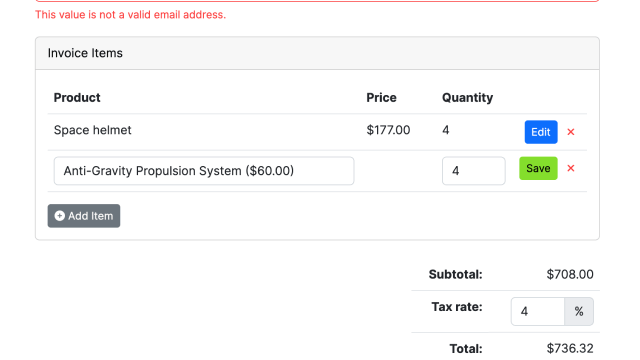 This value is not a valid email address.
Invoice Items
Product Price Quantity
Space helmet $177.00 4 Edit ×
Anti-Gravity Propulsion System ($60.00) 4 Save ×
Add Item
Subtotal: $708.00
Tax rate: 4 %
Total: $736.32